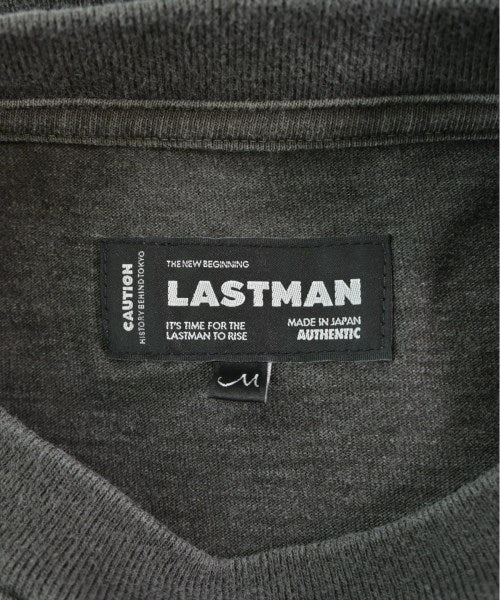 CAUTION
HISTORY BEHIND TOKYO
THE NEW BEGINNING
LASTMAN
IT'S TIME FOR THE
LASTMAN TO RISE
MADE IN JAPAN
AUTHENTIC
M